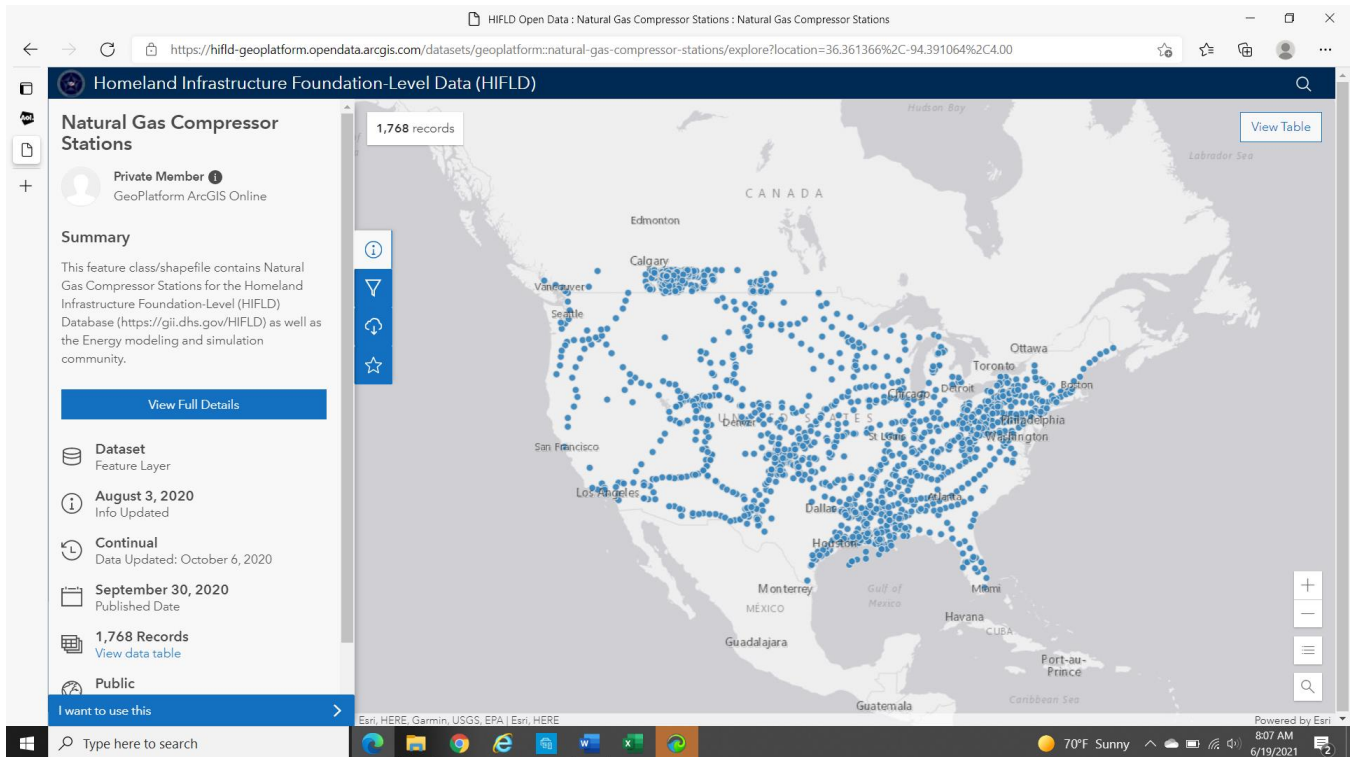 HIFLD Open Data : Natural Gas Compressor Stations : Natural Gas Compressor Stations
https://hifld-geoplatform.opendata.arcgis.com/datasets/geoplatform::natural-gas-compressor-stations/explore?location=36.361366%2C-94.391064%2C4.00
Homeland Infrastructure Foundation-Level Data (HIFLD)
Aol.
Natural Gas Compressor
Stations
Private Member
GeoPlatform ArcGIS Online
Summary
This feature class/shapefile contains Natural
Gas Compressor Stations for the Homeland
Infrastructure Foundation-Level (HIFLD)
Database (https://gii.dhs.gov/HIFLD) as well as
the Energy modeling and simulation
community.
View Full Details
Dataset
Feature Layer
August 3, 2020
Info Updated
Continual
Data Updated: October 6, 2020
September 30, 2020
Published Date
1,768 Records
View data table
Public
I want to use this
1,768 records
View Table
Hudson Bay
Labrador Sea
CANADA
Edmonton
Calgary
Vancouver
Seattle
Ottawa
Toronto
Boston
Detroit
Chicago
Philadelphia
UNITED STATES
Denver
St Louis
Washington
San Francisco
Los Angeles
Atlanta
Dallas
Houston
Monterrey
Gulf of
Mexico
Miami
MÉXICO
Havana
CUBA
Guadalajara
Port-au-
Prince
Guatemala
Caribbean Sea
Esri, HERE, Garmin, USGS, EPA | Esri, HERE
Powered by Esri
Type here to search
70°F Sunny
8:07 AM
6/19/2021
2